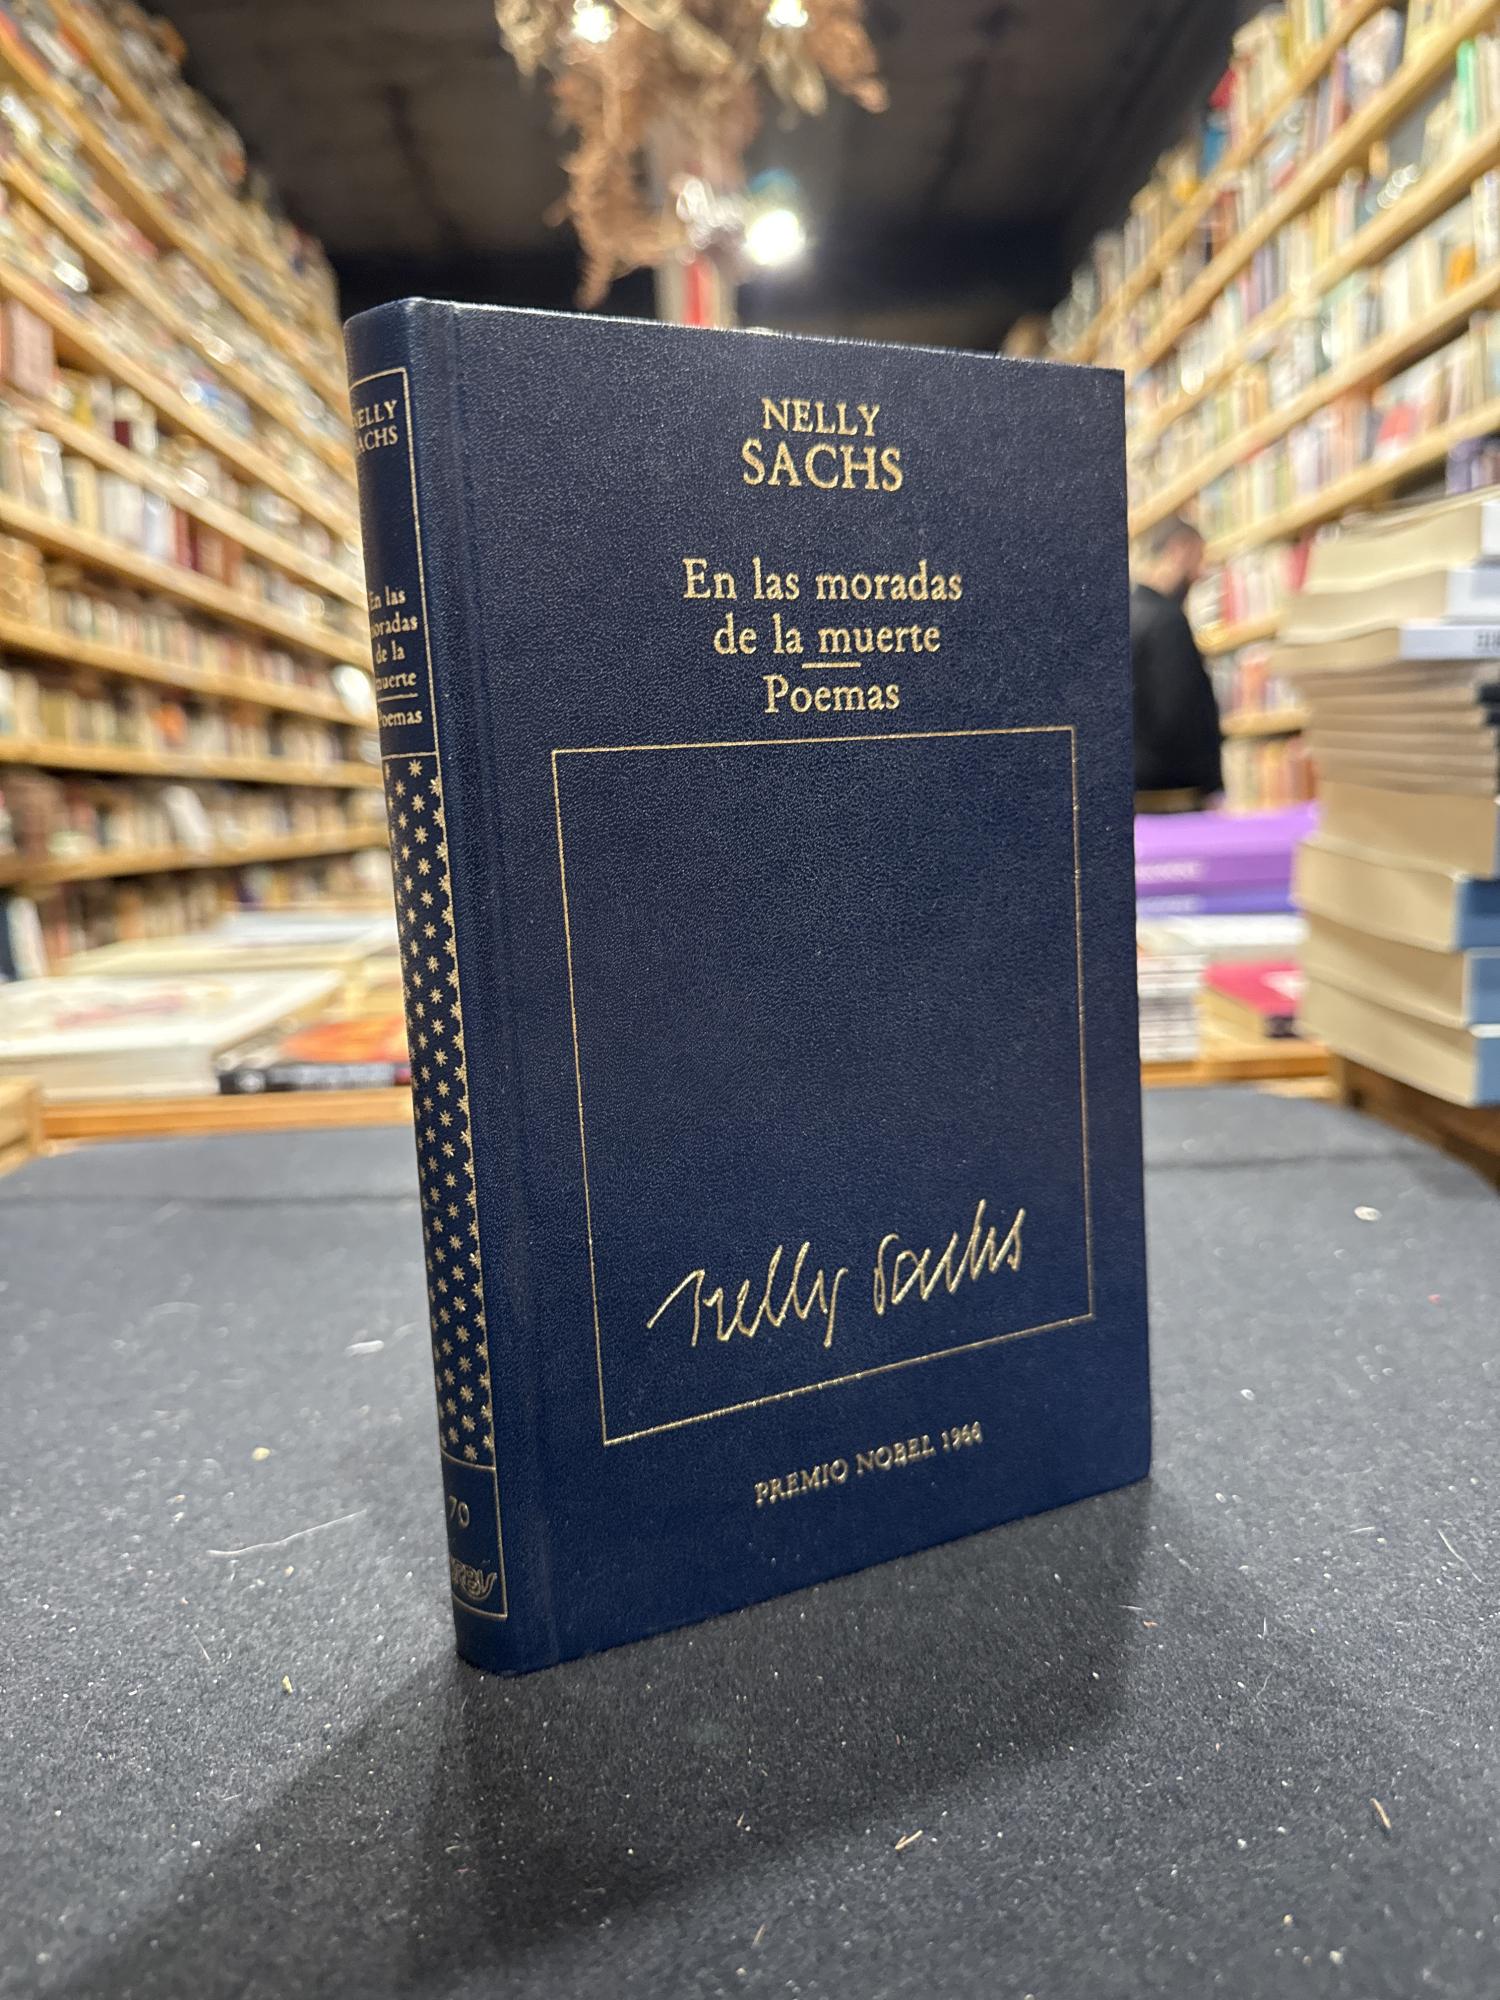 NELLY
SACHS
En las moradas
de la muerte
Poemas
Nelly Sachs
PREMIO NOBEL 1966
NELLY
SACHS
En las
moradas
de la
muerte
Poemas
70
ORBIS